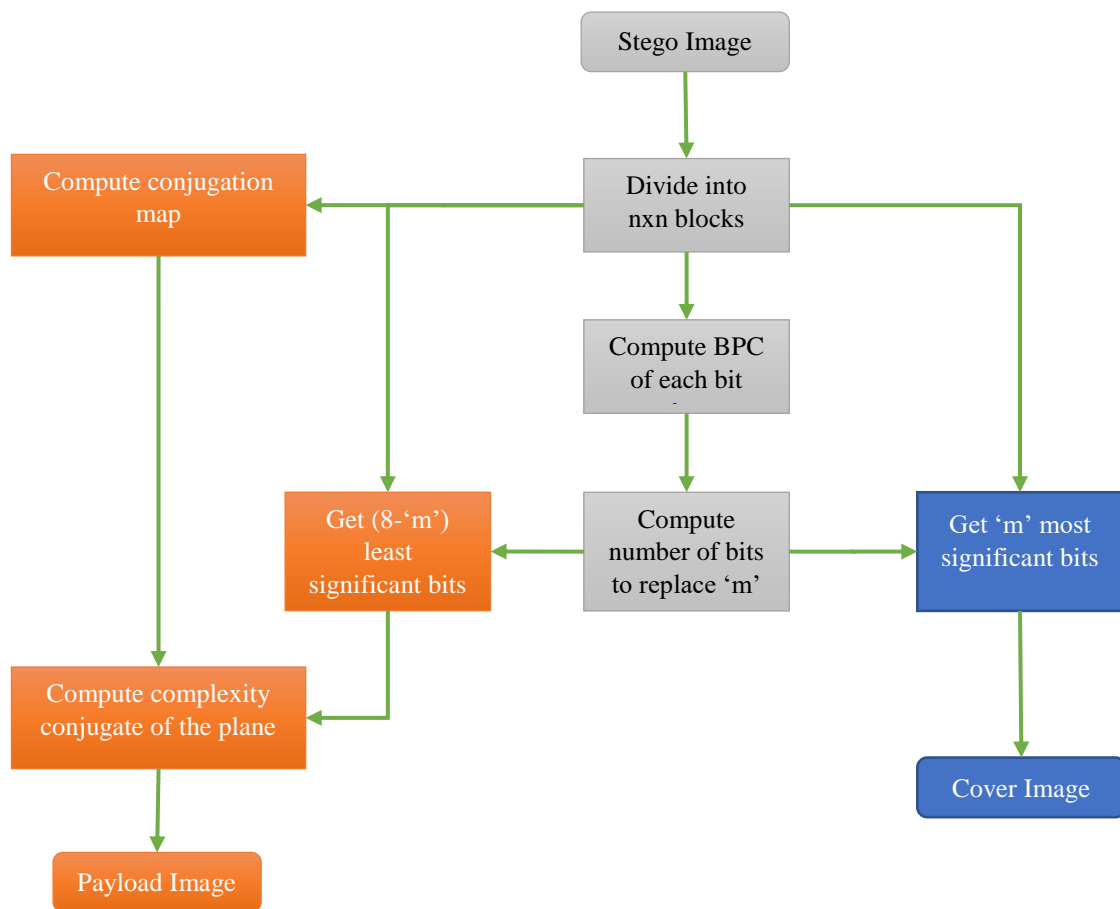 Stego Image
Compute conjugation
map
Divide into
nxn blocks
Compute BPC
of each bit
Get (8-‘m’)
least
significant bits
Compute
number of bits
to replace ‘m’
Get ‘m’ most
significant bits
Compute complexity
conjugate of the plane
Cover Image
Payload Image